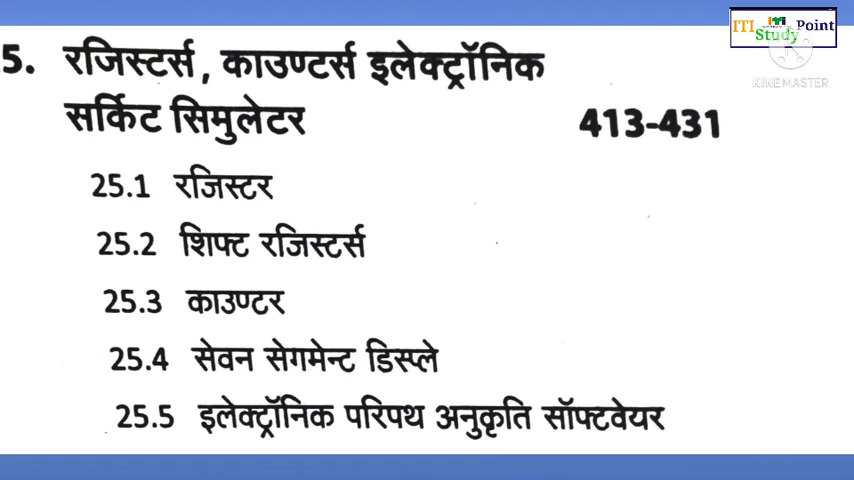 ITI Point
Study
KINEMASTER
5. रजिस्टर्स, काउण्टर्स इलेक्ट्रॉनिक
सर्किट सिमुलेटर 413-431
25.1 रजिस्टर
25.2 शिफ्ट रजिस्टर्स
25.3 काउण्टर
25.4 सेवन सेगमेन्ट डिस्प्ले
25.5 इलेक्ट्रॉनिक परिपथ अनुकृति सॉफ्टवेयर